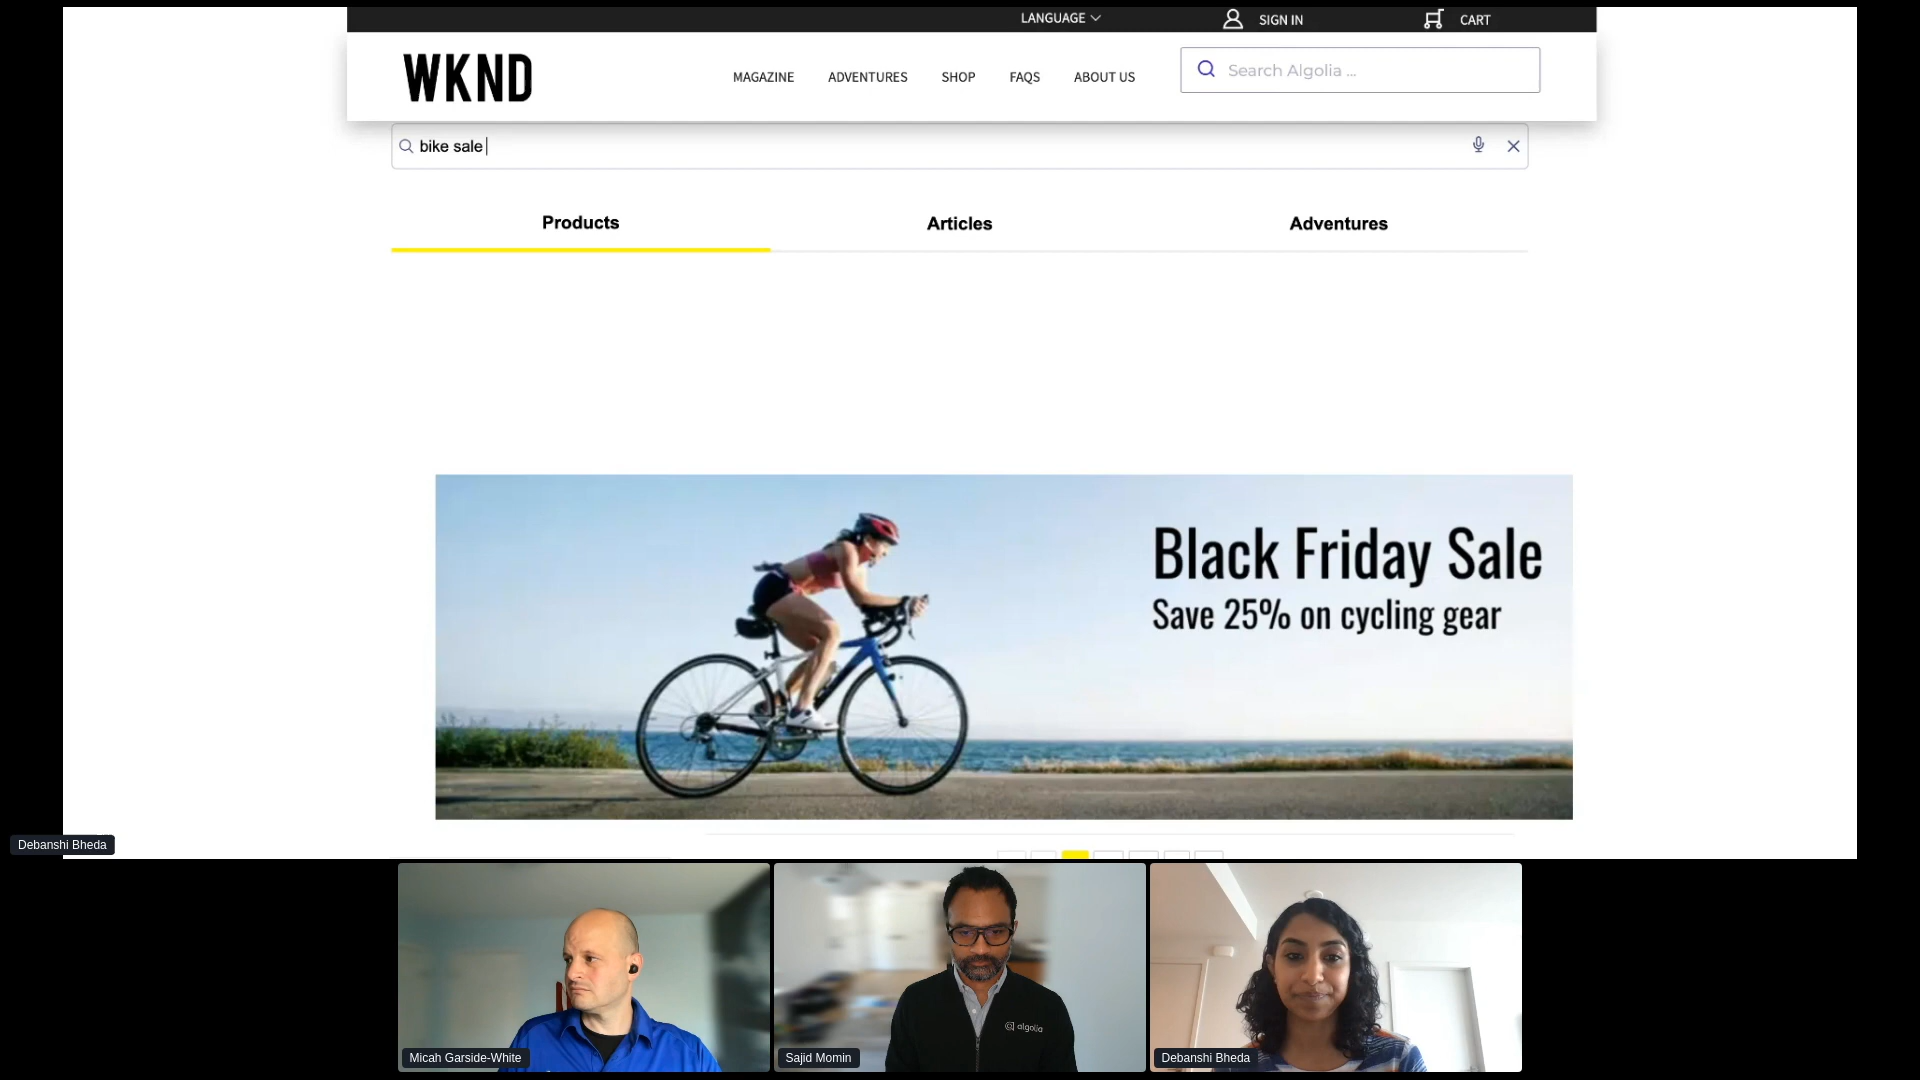 LANGUAGE
SIGN IN
CART
WKND
MAGAZINE
ADVENTURES
SHOP
FAQS
ABOUT US
Search Algolia ...
bike sale
Products
Articles
Adventures
Black Friday Sale
Save 25% on cycling gear
Debanshi Bheda
algolia
Micah Garside-White
Sajid Momin
Debanshi Bheda